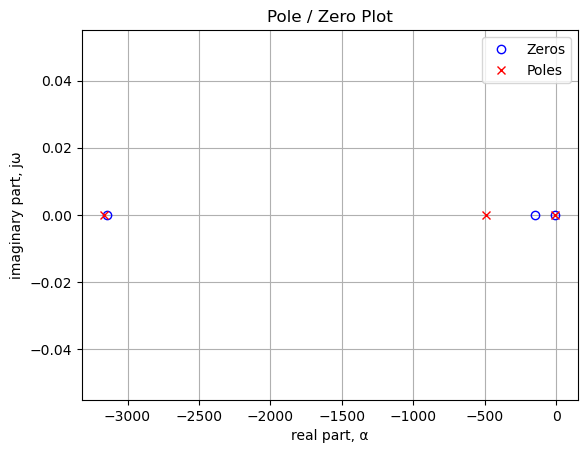 Pole / Zero Plot
Zeros
Poles
0.04
0.02
0.00
−0.02
−0.04
imaginary part, jω
−3000 −2500 −2000 −1500 −1000 −500 0
real part, α